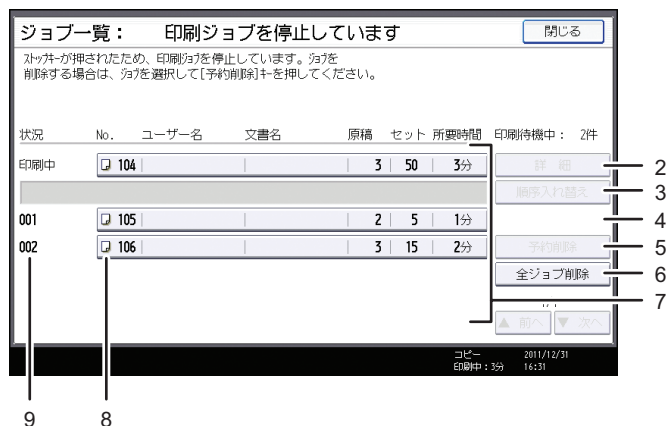 ジョブ一覧： 印刷ジョブを停止しています 閉じる
ストップキーが押されたため、印刷ジョブを停止しています。ジョブを
削除する場合は、ジョブを選択して[予約削除]キーを押してください。
状況 No. ユーザー名 文書名 原稿 セット 所要時間 印刷待機中： 2件
印刷中 104 3 50 3分 詳細 2
順序入れ替え 3
001 105 2 5 1分 4
002 106 3 15 2分 予約削除 5
全ジョブ削除 6
7
▲ 前へ ▼ 次へ
コピー 2011/12/31
印刷中：3分 16:31
9 8